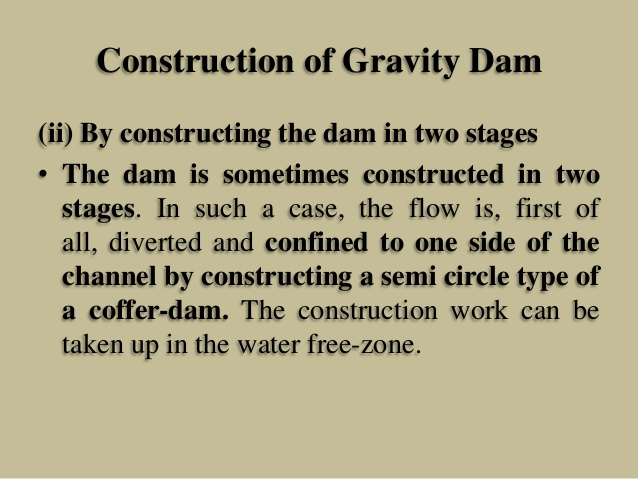 Construction of Gravity Dam
(ii) By constructing the dam in two stages
• The dam is sometimes constructed in two
stages. In such a case, the flow is, first of
all, diverted and confined to one side of the
channel by constructing a semi circle type of
a coffer-dam. The construction work can be
taken up in the water free-zone.